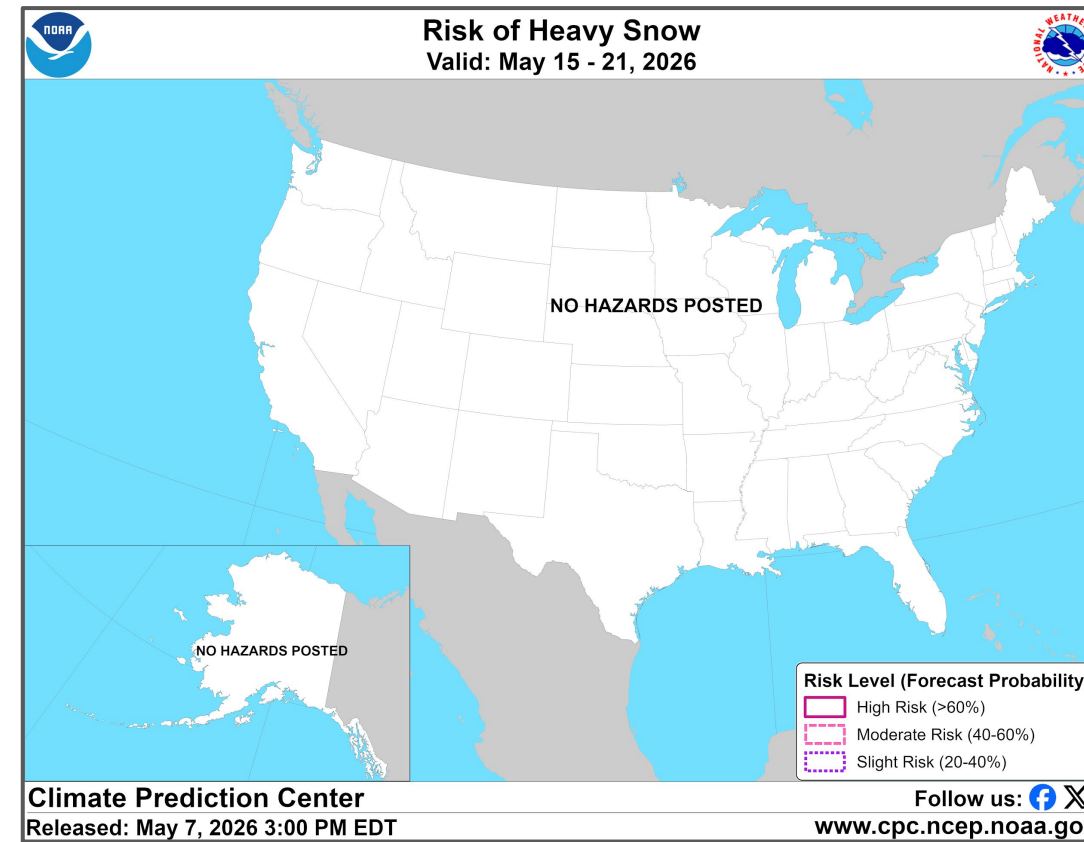 NOAA
Risk of Heavy Snow
Valid: May 15 - 21, 2026
NO HAZARDS POSTED
NO HAZARDS POSTED
Risk Level (Forecast Probability
High Risk (>60%)
Moderate Risk (40-60%)
Slight Risk (20-40%)
Climate Prediction Center
Follow us:
Released: May 7, 2026 3:00 PM EDT
www.cpc.ncep.noaa.go